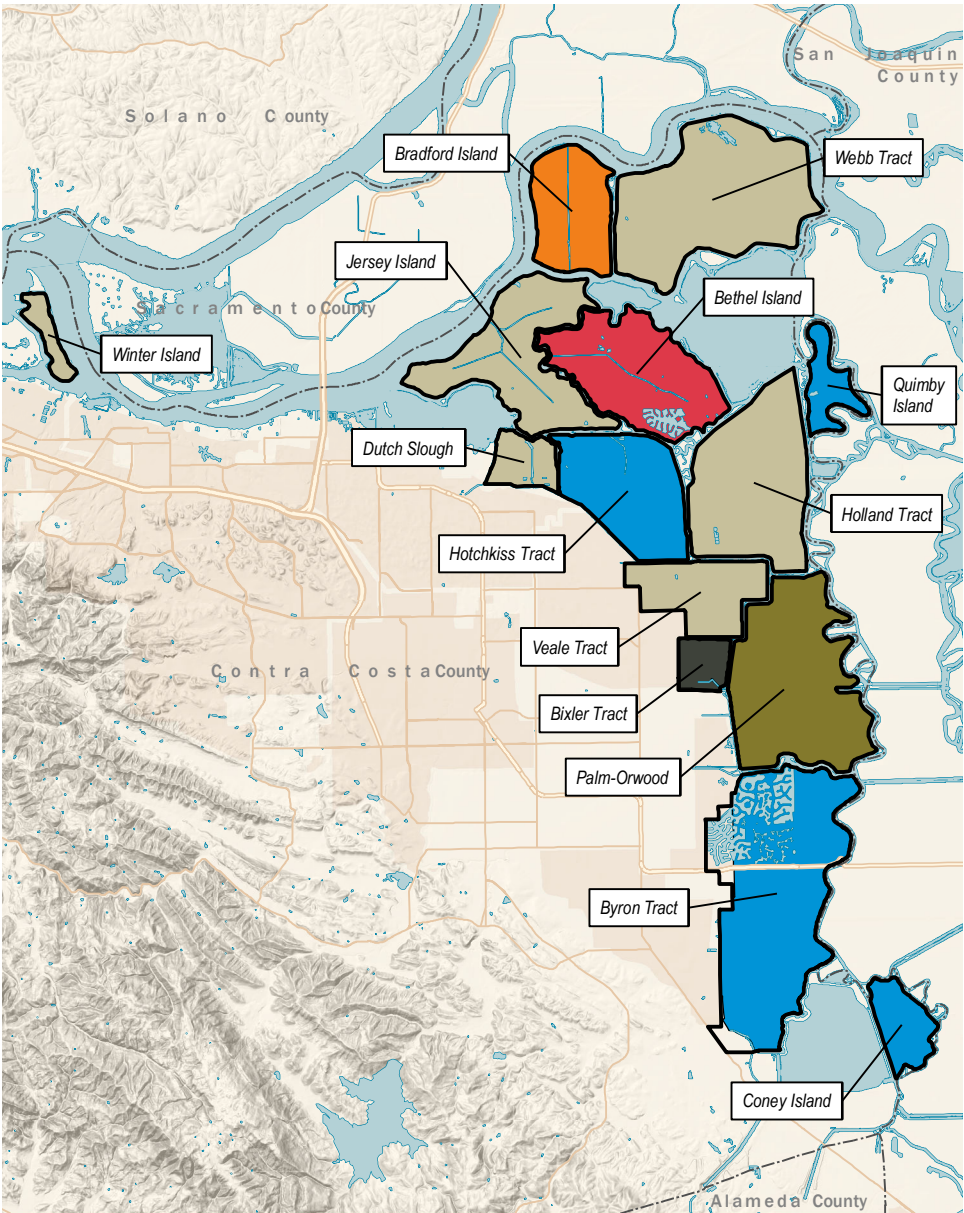 San Joaquin
County
Solano County
Bradford Island
Webb Tract
Jersey Island
Bethel Island
Sacramento County
Winter Island
Quimby
Island
Dutch Slough
Holland Tract
Hotchkiss Tract
Veale Tract
Contra Costa County
Bixler Tract
Palm-Orwood
Byron Tract
Coney Island
Alameda County